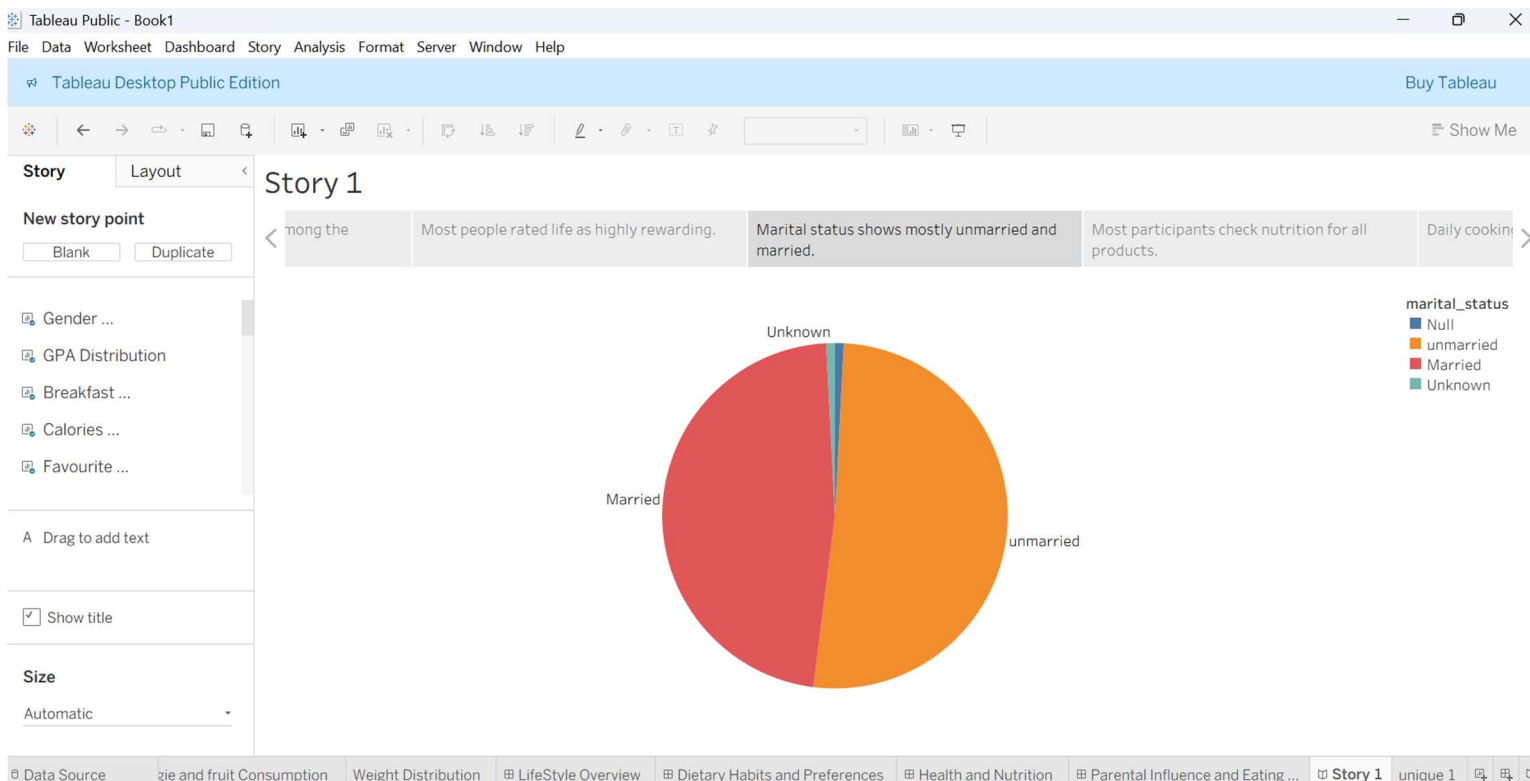 Tableau Public - Book1
File Data Worksheet Dashboard Story Analysis Format Server Window Help
Tableau Desktop Public Edition
Buy Tableau
Show Me
Story
Layout
Story 1
New story point
Blank
Duplicate
mong the
Most people rated life as highly rewarding.
Marital status shows mostly unmarried and
married.
Most participants check nutrition for all
products.
Daily cooking
Gender ...
GPA Distribution
Breakfast ...
Calories ...
Favourite ...
A Drag to add text
Show title
Size
Automatic
Unknown
Married
unmarried
marital_status
Null
unmarried
Married
Unknown
Data Source
gie and fruit Consumption
Weight Distribution
LifeStyle Overview
Dietary Habits and Preferences
Health and Nutrition
Parental Influence and Eating ...
Story 1
unique 1